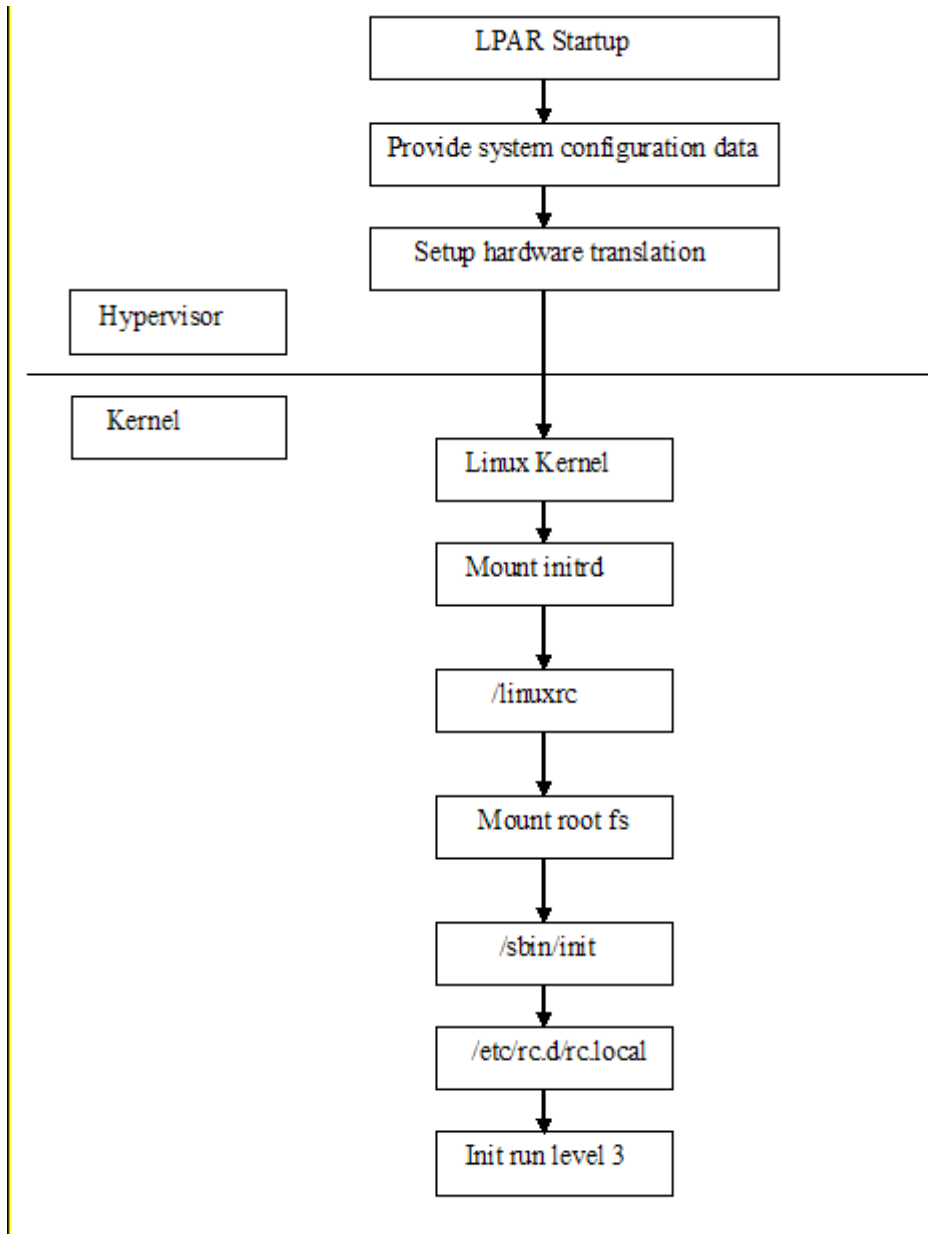 LPAR Startup
Provide system configuration data
Setup hardware translation
Hypervisor
Kernel
Linux Kernel
Mount initrd
/linuxrc
Mount root fs
/sbin/init
/etc/rc.d/rc.local
Init run level 3